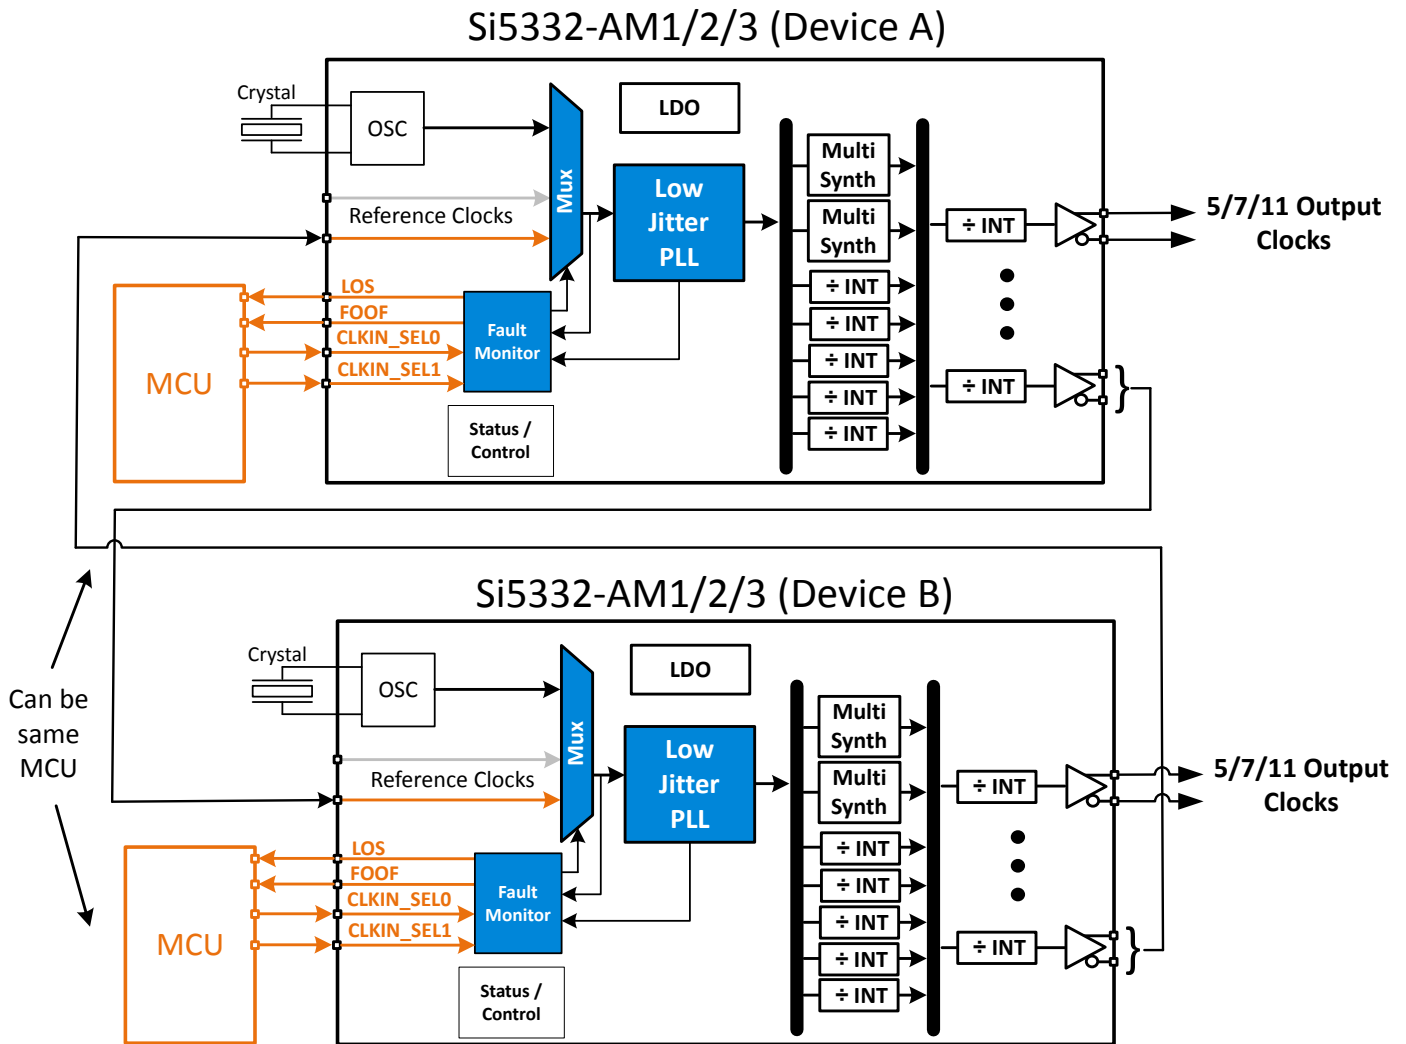 Si5332-AM1/2/3 (Device A)
Crystal
OSC
Mux
LDO
Low
Jitter
PLL
Reference Clocks
Multi
Synth
Multi
Synth
÷ INT
÷ INT
÷ INT
÷ INT
÷ INT
÷ INT
÷ INT
5/7/11 Output
Clocks
MCU
LOS
FOOF
CLKIN_SEL0
CLKIN_SEL1
Fault
Monitor
Status /
Control
}
Can be
same
MCU
Si5332-AM1/2/3 (Device B)
Crystal
OSC
Mux
LDO
Low
Jitter
PLL
Reference Clocks
Multi
Synth
Multi
Synth
÷ INT
÷ INT
÷ INT
÷ INT
÷ INT
÷ INT
÷ INT
5/7/11 Output
Clocks
MCU
LOS
FOOF
CLKIN_SEL0
CLKIN_SEL1
Fault
Monitor
Status /
Control
}